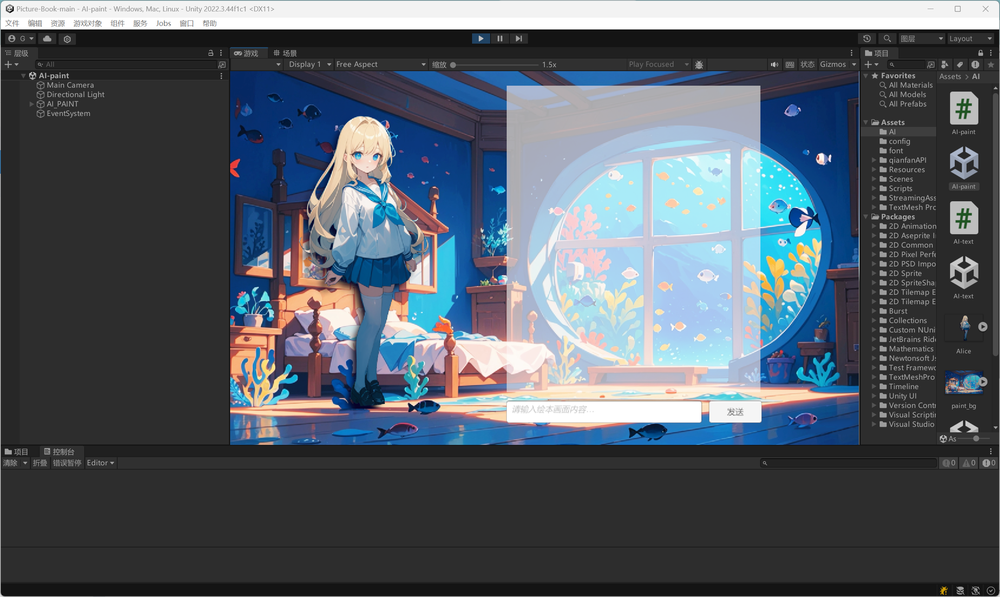 Picture-Book-main - AI-paint - Windows, Mac, Linux - Unity 2022.3.44f1c1 <DX11>
文件 编辑 资源 游戏对象 组件 服务 Jobs 窗口 帮助
G
图层 Layout
层级
游戏 场景
项目
All
Display 1 Free Aspect 缩放 1.5x Play Focused 状态 Gizmos
AI-paint
Main Camera
Directional Light
AI_PAINT
EventSystem
请输入绘本画面内容...
发送
Favorites
All Materials
All Models
All Prefabs
Assets
AI
config
font
qianfanAPI
Resources
Scenes
Scripts
StreamingAss
TextMesh Pro
Packages
2D Animation
2D Aseprite I
2D Common
2D Pixel Perfe
2D PSD Impo
2D Sprite
2D SpriteSha
2D Tilemap E
2D Tilemap E
Burst
Collections
Custom NUni
JetBrains Ride
Mathematics
Newtonsoft Js
Test Framewo
TextMeshPro
Timeline
Unity UI
Version Contr
Visual Scriptin
Visual Studio
Assets > AI
AI-paint
AI-paint
AI-text
AI-text
Alice
paint_bg
As
项目 控制台
清除 折叠 错误暂停 Editor
0 0 0